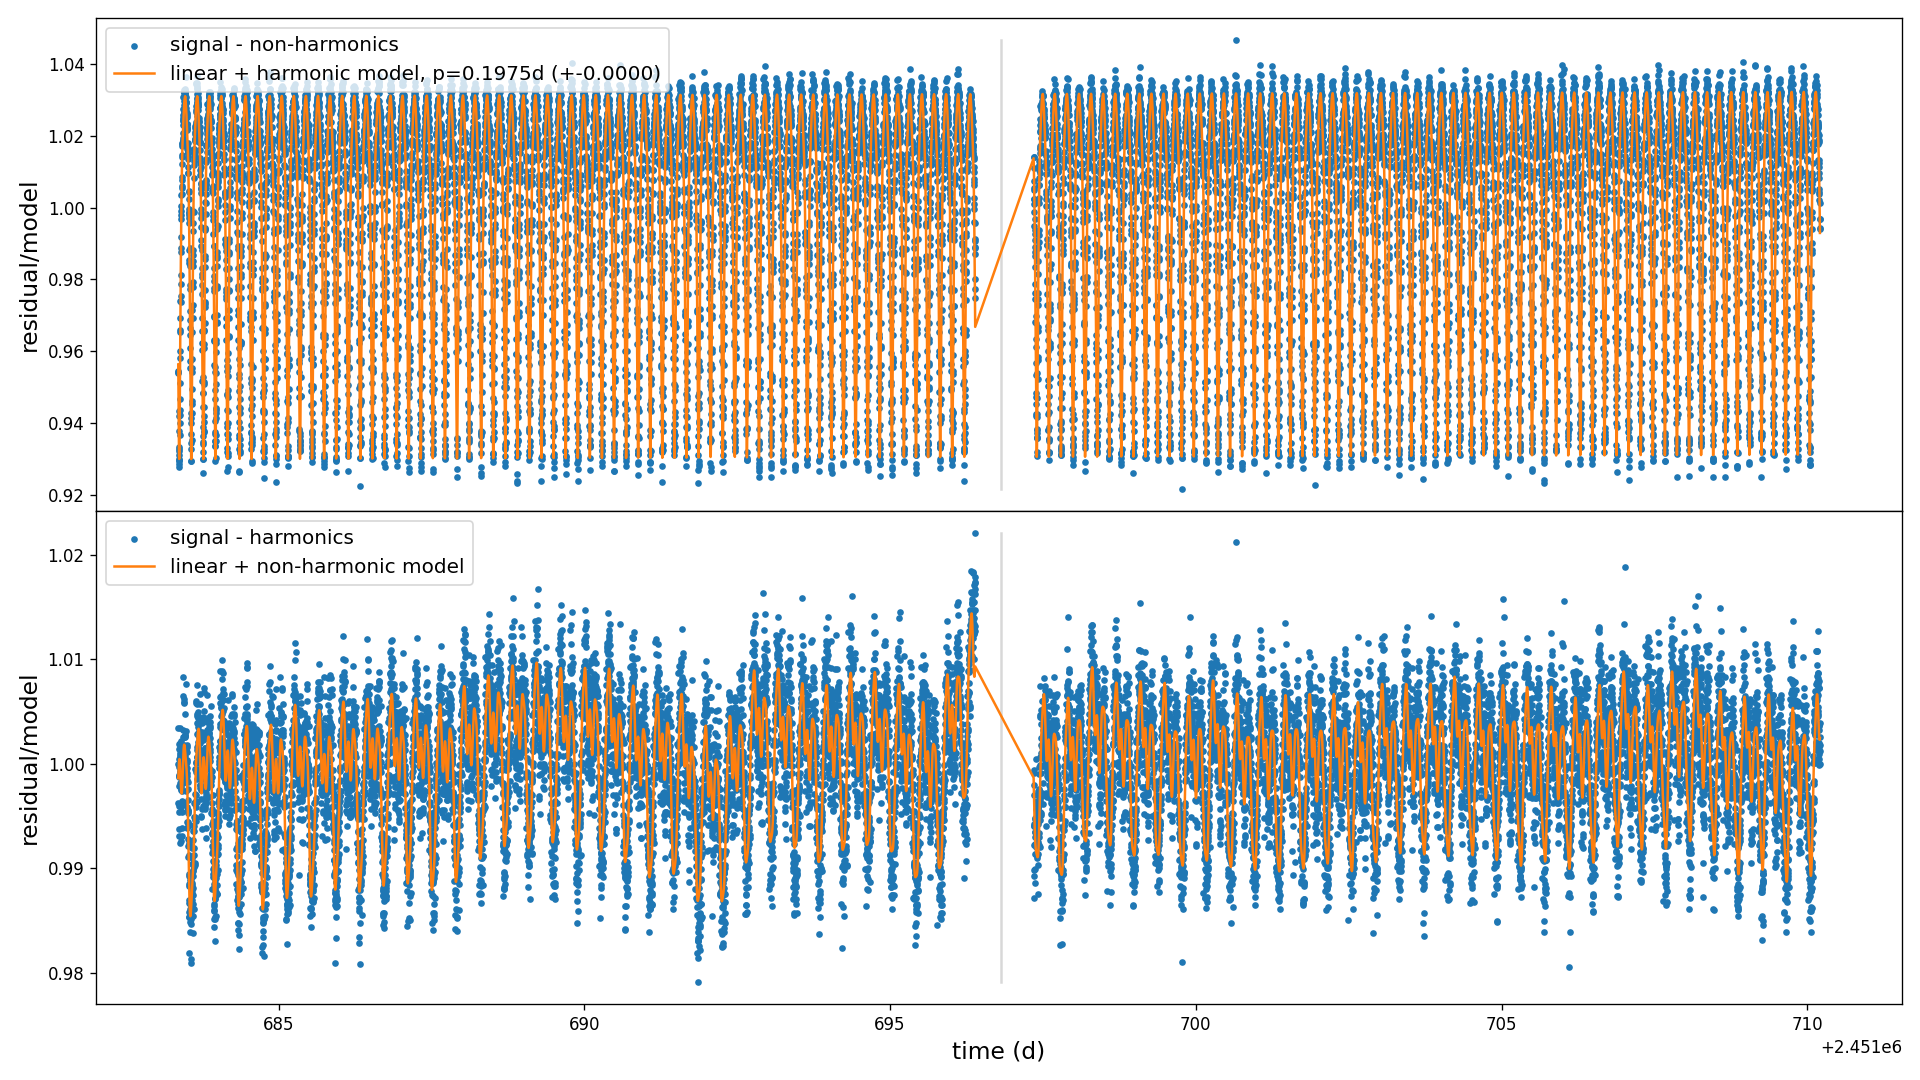 signal - non-harmonics
linear + harmonic model, p=0.1975d (+-0.0000)
1.04
1.02
1.00
0.98
0.96
0.94
0.92
residual/model
signal - harmonics
linear + non-harmonic model
1.02
1.01
1.00
0.99
0.98
residual/model
685
690
695
700
705
710
time (d)
+2.451e6